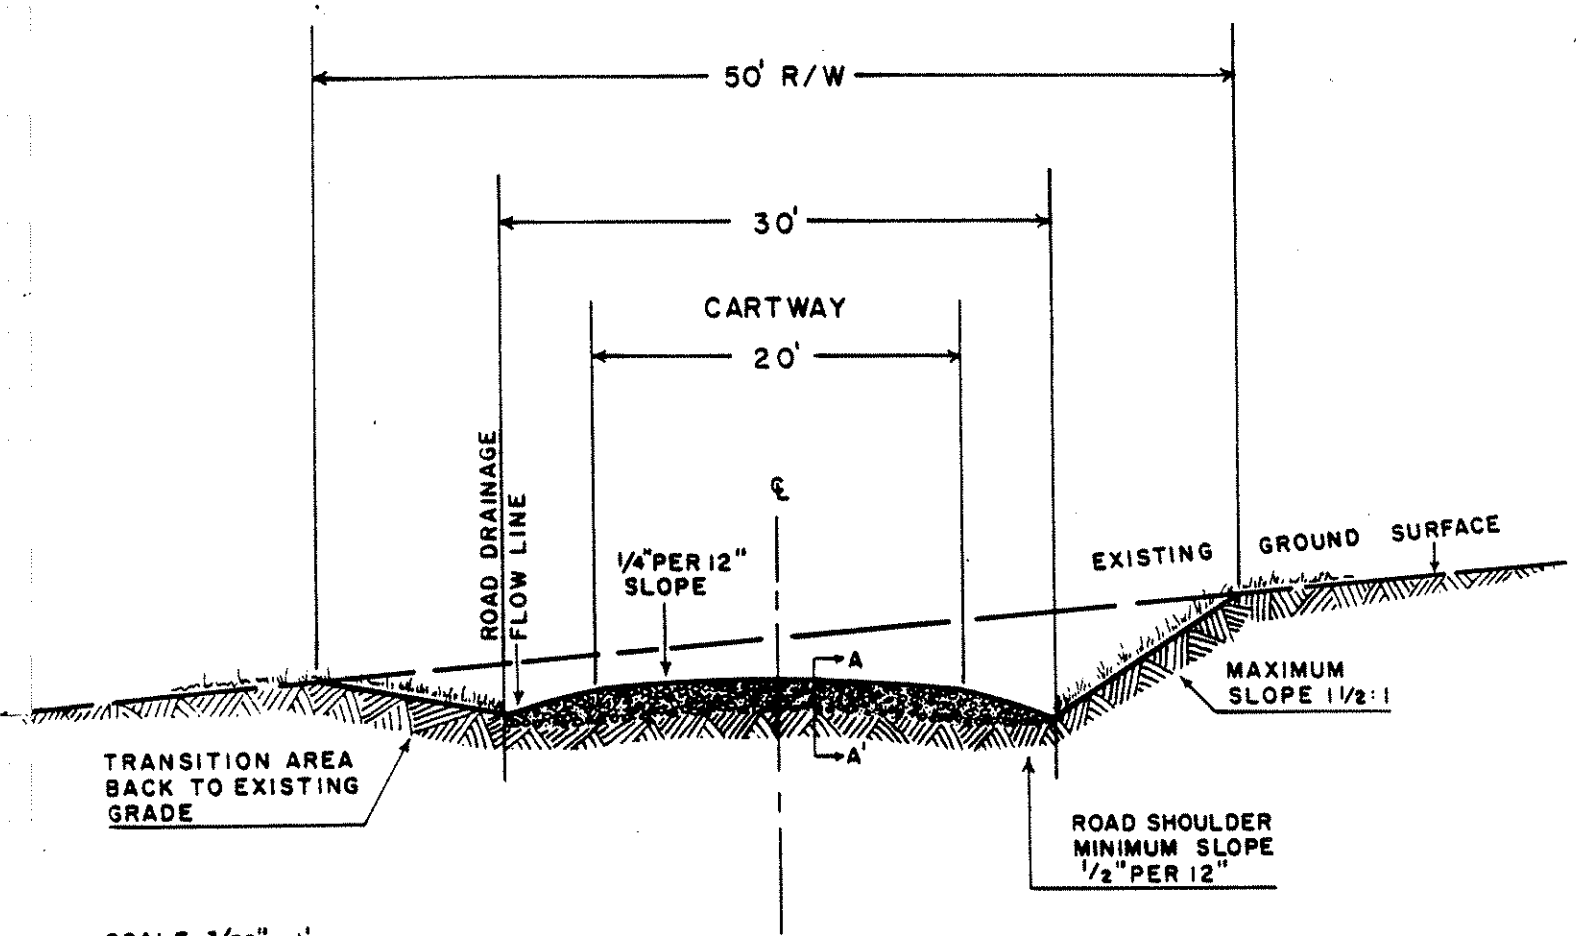 50' R/W
30'
CARTWAY
20'
ROAD DRAINAGE
FLOW LINE
℄
1/4" PER 12"
SLOPE
EXISTING GROUND SURFACE
A
A'
MAXIMUM
SLOPE 1 1/2:1
TRANSITION AREA
BACK TO EXISTING
GRADE
ROAD SHOULDER
MINIMUM SLOPE
1/2" PER 12"